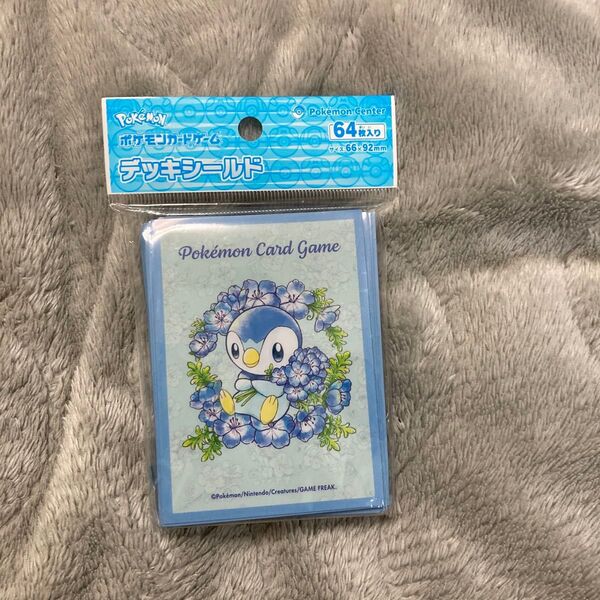 Pokémon
ポケモンカードゲーム
デッキシールド
Pokémon Center
64枚入り
サイズ 66×92mm
Pokémon Card Game
©Pokémon/Nintendo/Creatures/GAME FREAK.